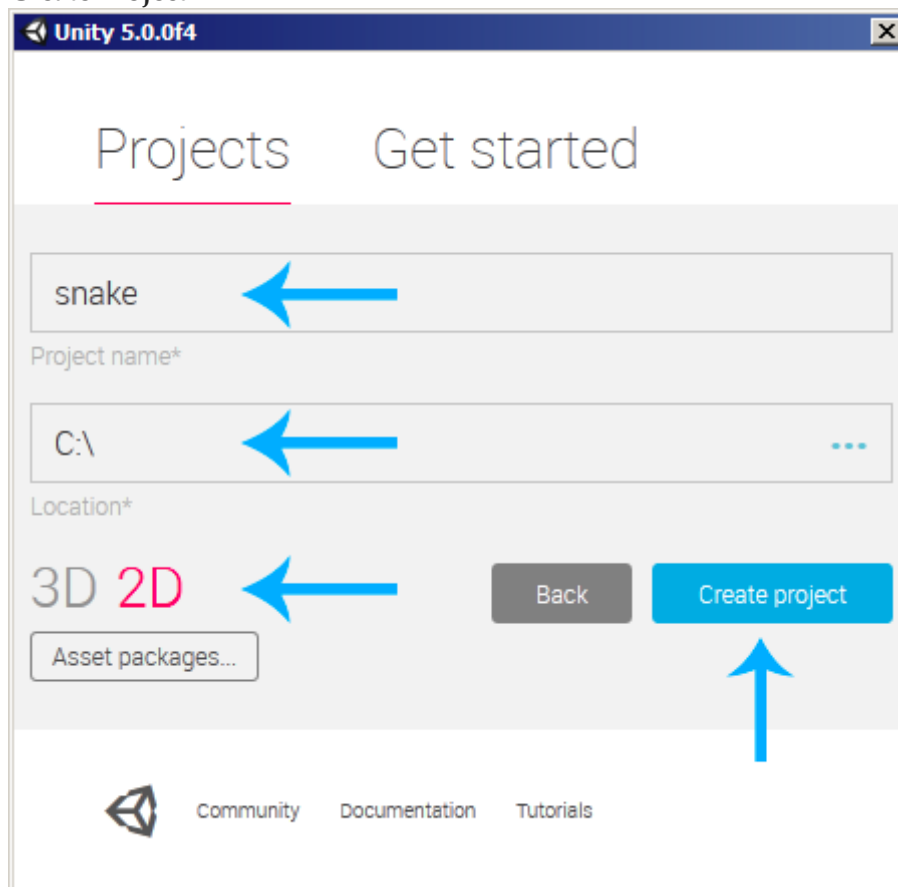 Unity 5.0.0f4
Projects Get started
snake
Project name*
C:\
Location*
3D 2D
Back Create project
Asset packages...
Community Documentation Tutorials